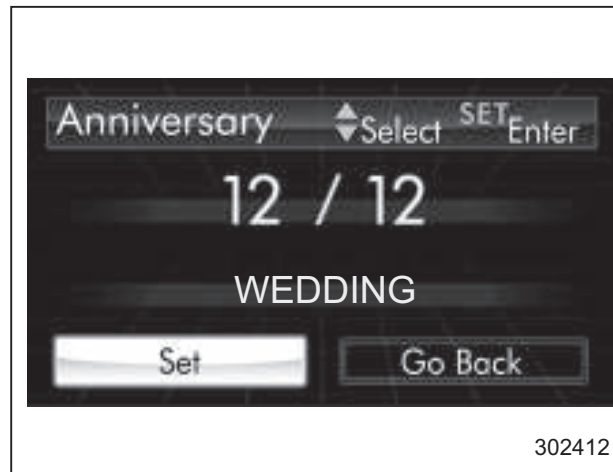 Anniversary Select SET Enter
12 / 12
WEDDING
Set Go Back
302412